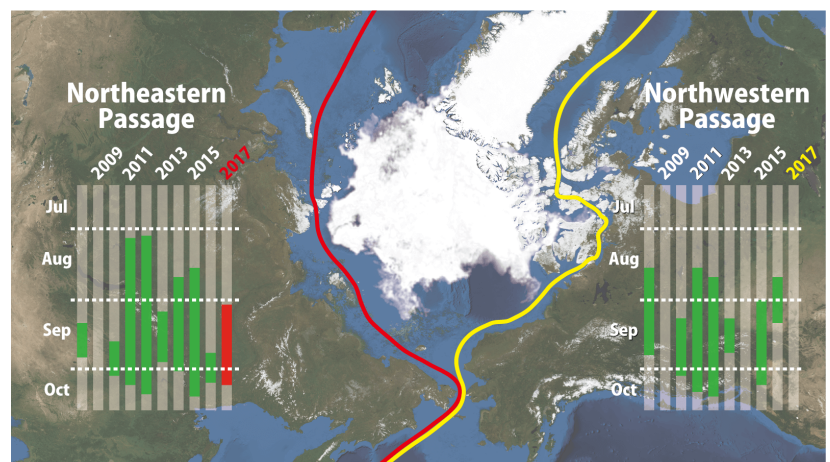 Northeastern
Passage
2009
2011
2013
2015
2017
Jul
Aug
Sep
Oct
Northwestern
Passage
2009
2011
2013
2015
2017
Jul
Aug
Sep
Oct